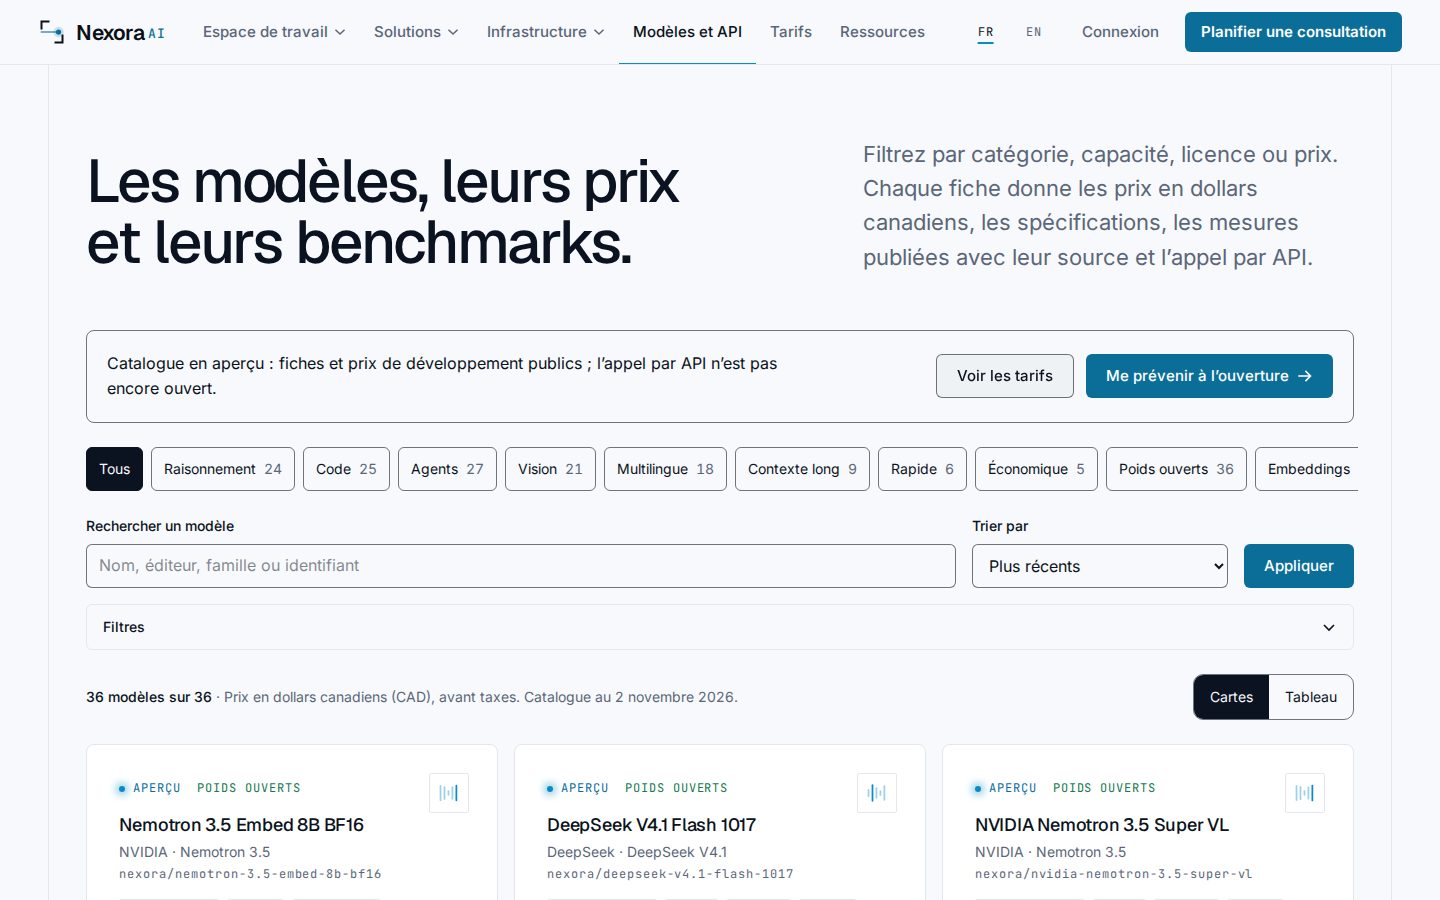 Nexora AI
Espace de travail
Solutions
Infrastructure
Modèles et API
Tarifs
Ressources
FR
EN
Connexion
Planifier une consultation
Les modèles, leurs prix
et leurs benchmarks.
Filtrez par catégorie, capacité, licence ou prix.
Chaque fiche donne les prix en dollars
canadiens, les spécifications, les mesures
publiées avec leur source et l’appel par API.
Catalogue en aperçu : fiches et prix de développement publics ; l’appel par API n’est pas
encore ouvert.
Voir les tarifs
Me prévenir à l’ouverture →
Tous
Raisonnement 24
Code 25
Agents 27
Vision 21
Multilingue 18
Contexte long 9
Rapide 6
Économique 5
Poids ouverts 36
Embeddings
Rechercher un modèle
Nom, éditeur, famille ou identifiant
Trier par
Plus récents
Appliquer
Filtres
36 modèles sur 36 · Prix en dollars canadiens (CAD), avant taxes. Catalogue au 2 novembre 2026.
Cartes
Tableau
APERÇU POIDS OUVERTS
Nemotron 3.5 Embed 8B BF16
NVIDIA · Nemotron 3.5
nexora/nemotron-3.5-embed-8b-bf16
APERÇU POIDS OUVERTS
DeepSeek V4.1 Flash 1017
DeepSeek · DeepSeek V4.1
nexora/deepseek-v4.1-flash-1017
APERÇU POIDS OUVERTS
NVIDIA Nemotron 3.5 Super VL
NVIDIA · Nemotron 3.5
nexora/nvidia-nemotron-3.5-super-vl